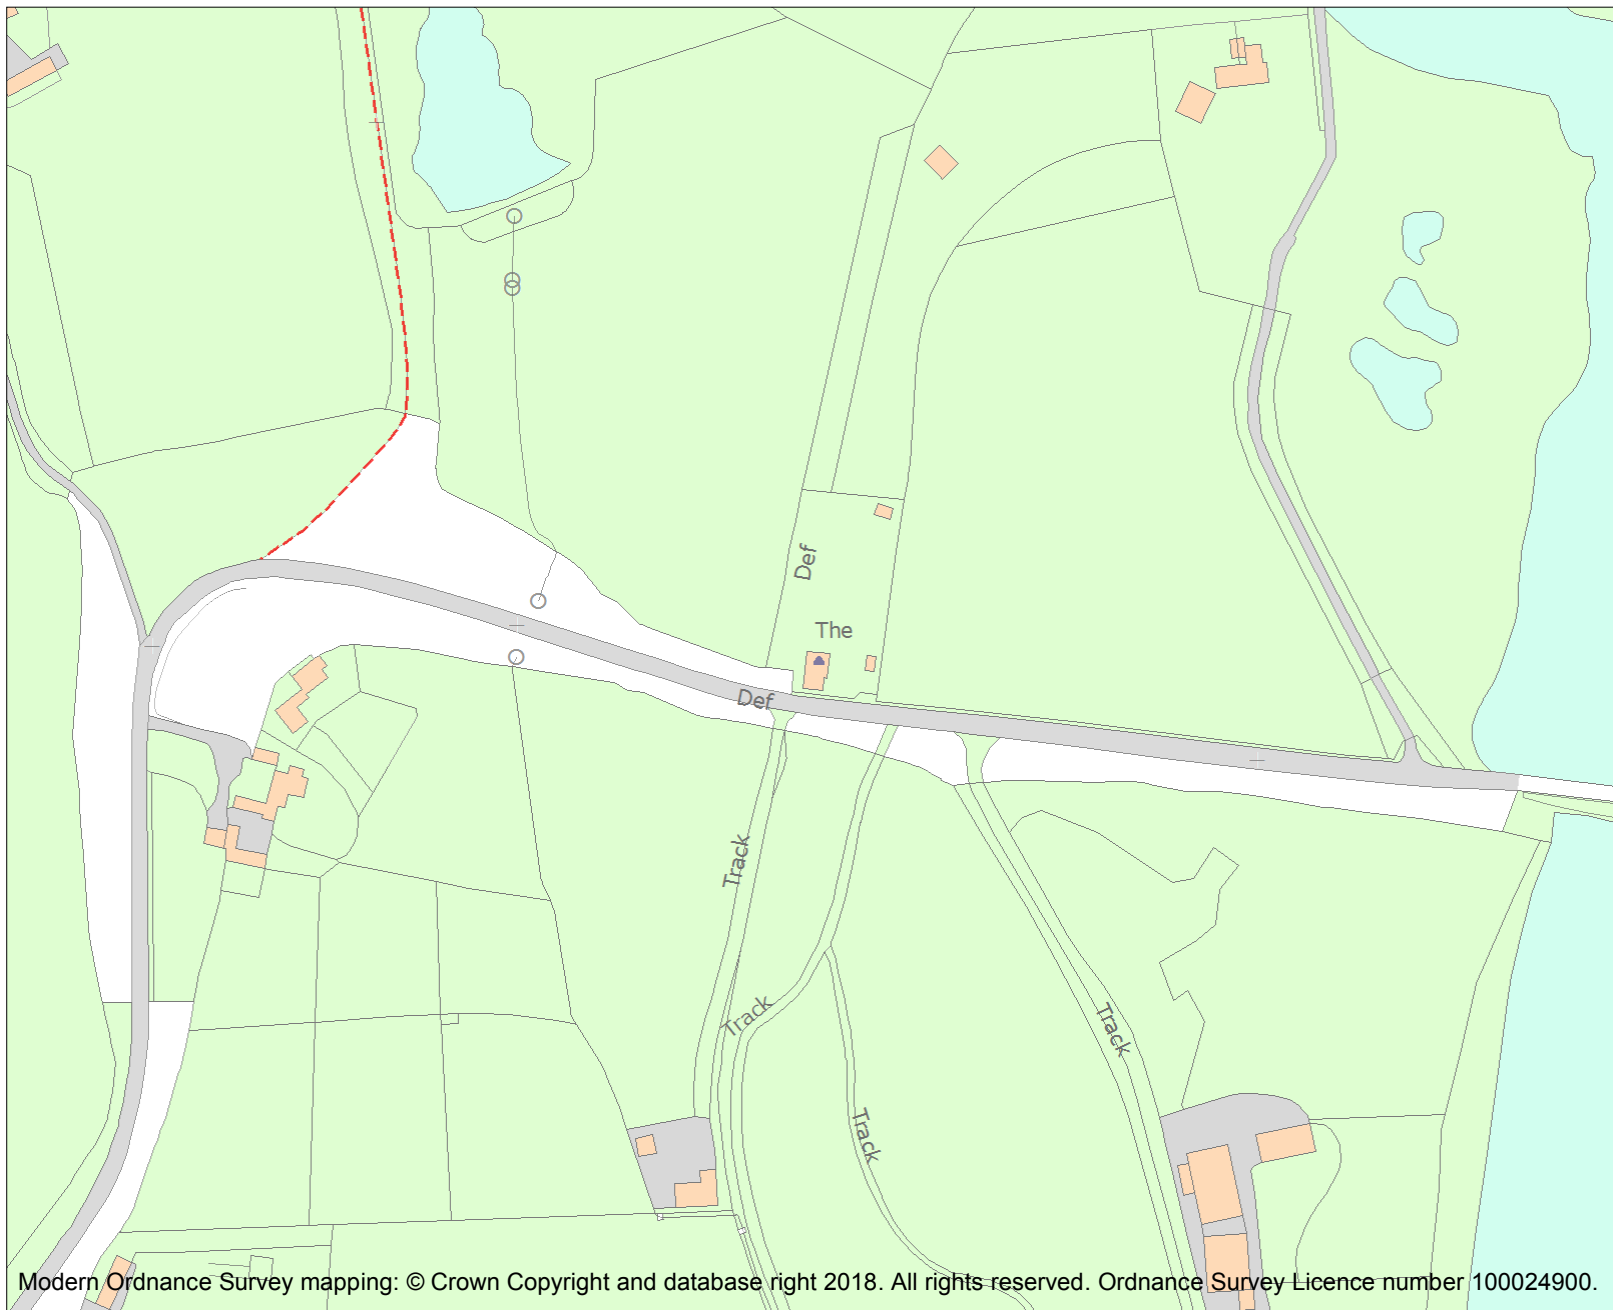 Def
The
Def
Track
Track
Track
Track
Modern Ordnance Survey mapping: © Crown Copyright and database right 2018. All rights reserved. Ordnance Survey Licence number 100024900.